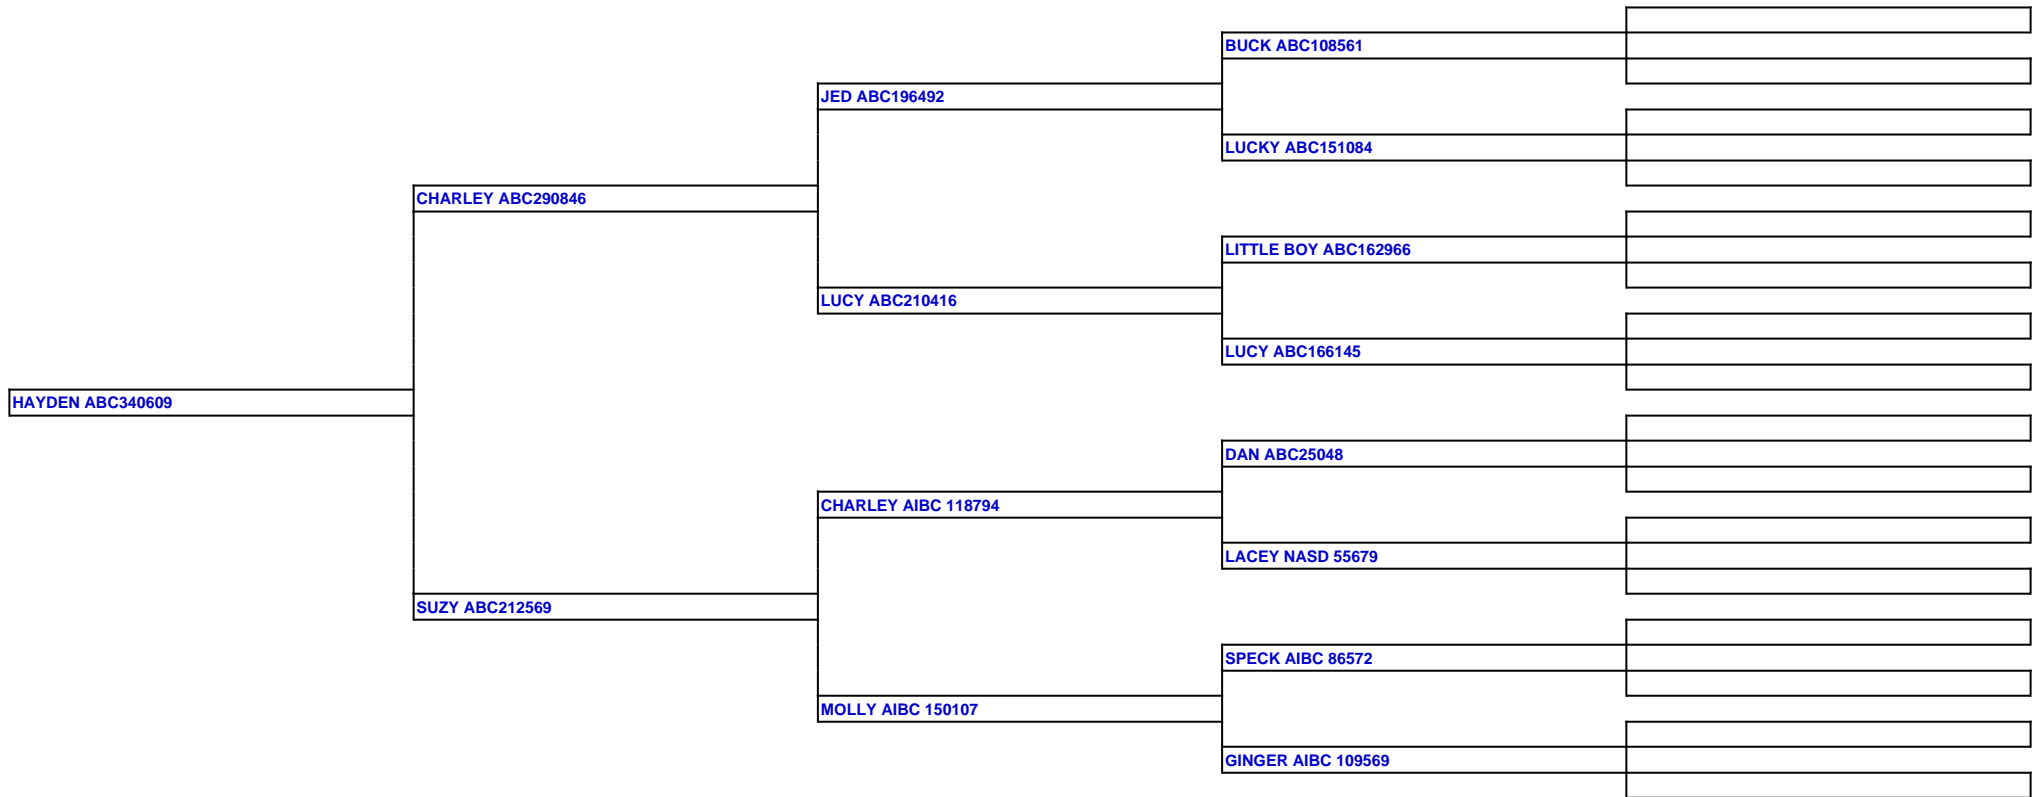 BUCK ABC108561
JED ABC196492
LUCKY ABC151084
CHARLEY ABC290846
LITTLE BOY ABC162966
LUCY ABC210416
LUCY ABC166145
HAYDEN ABC340609
DAN ABC25048
CHARLEY AIBC 118794
LACEY NASD 55679
SUZY ABC212569
SPECK AIBC 86572
MOLLY AIBC 150107
GINGER AIBC 109569